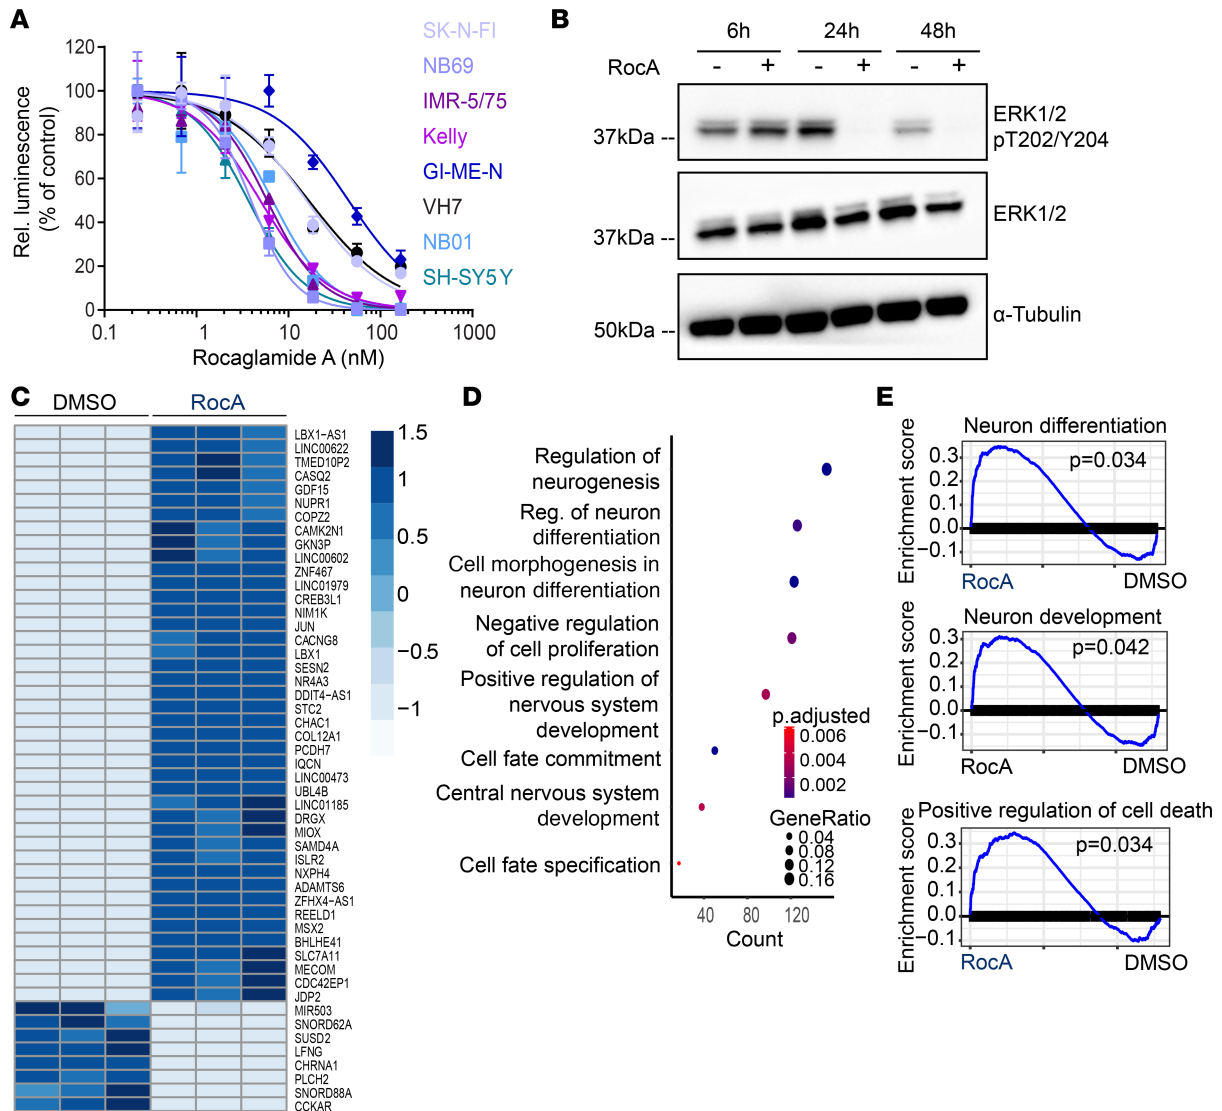 A
Rel. luminescence
(% of control)
120
100
80
60
40
20
0
0.1
1
10
100
1000
Rocaglamide A (nM)
SK-N-FI
NB69
IMR-5/75
Kelly
GI-ME-N
VH7
NB01
SH-SY5Y
B
6h
24h
48h
RocA
-
+
-
+
-
+
37kDa --
ERK1/2
pT202/Y204
37kDa --
ERK1/2
50kDa --
α-Tubulin
C
DMSO
RocA
LBX1-AS1
LINC00622
TMED10P2
CASQ2
GDF15
NUPR1
COPZ2
CAMK2N1
GKN3P
LINC00602
ZNF467
LINC01979
CREB3L1
NIM1K
JUN
CACNG8
LBX1
SESN2
NR4A3
DDIT4-AS1
STC2
CHAC1
COL12A1
PCDH7
IQCN
LINC00473
UBL4B
LINC01185
DRGX
MIOX
SAMD4A
ISLR2
NXPH4
ADAMTS6
ZFHX4-AS1
REELD1
MSX2
BHLHE41
SLC7A11
MECOM
CDC42EP1
JDP2
MIR503
SNORD62A
SUSD2
LFNG
CHRNA1
PLCH2
SNORD88A
CCKAR
1.5
1
0.5
0
−0.5
−1
D
Regulation of
neurogenesis
Reg. of neuron
differentiation
Cell morphogenesis in
neuron differentiation
Negative regulation
of cell proliferation
Positive regulation of
nervous system
development
Cell fate commitment
Central nervous system
development
Cell fate specification
p.adjusted
0.006
0.004
0.002
GeneRatio
0.04
0.08
0.12
0.16
40
80
120
Count
E
Neuron differentiation
Enrichment score
0.3
0.2
0.1
0.0
−0.1
p=0.034
RocA
DMSO
Neuron development
Enrichment score
0.3
0.2
0.1
0.0
−0.1
p=0.042
RocA
DMSO
Positive regulation of cell death
Enrichment score
0.3
0.2
0.1
0.0
−0.1
p=0.034
RocA
DMSO